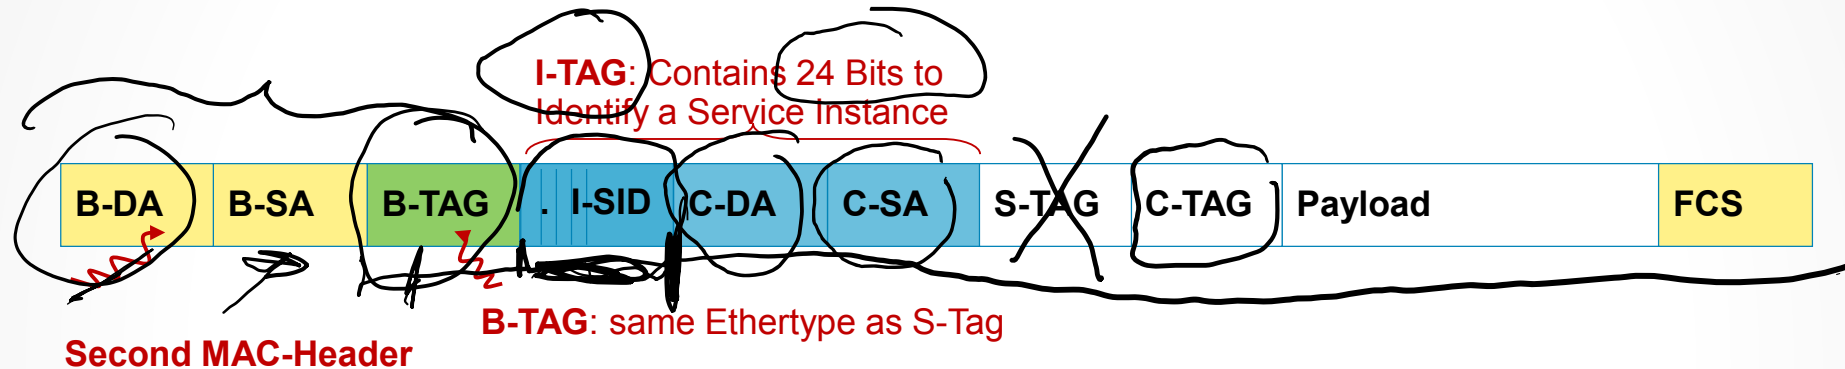 I-TAG: Contains 24 Bits to
Identify a Service Instance
B-DA B-SA B-TAG . I-SID C-DA C-SA S-TAG C-TAG Payload FCS
B-TAG: same Ethertype as S-Tag
Second MAC-Header